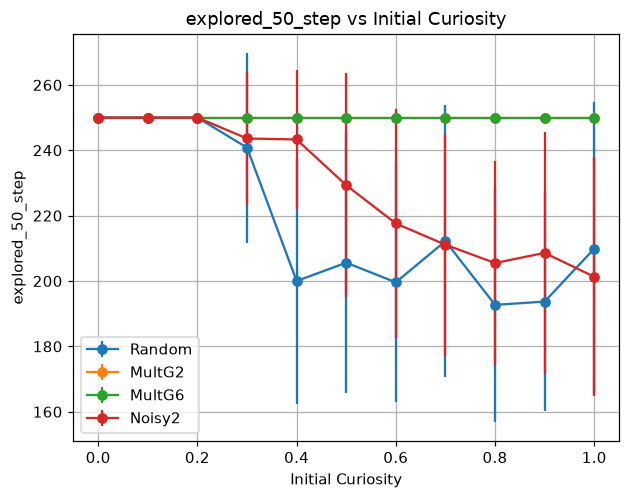 explored_50_step vs Initial Curiosity
explored_50_step
260
240
220
200
180
160
Random
MultG2
MultG6
Noisy2
0.0 0.2 0.4 0.6 0.8 1.0
Initial Curiosity